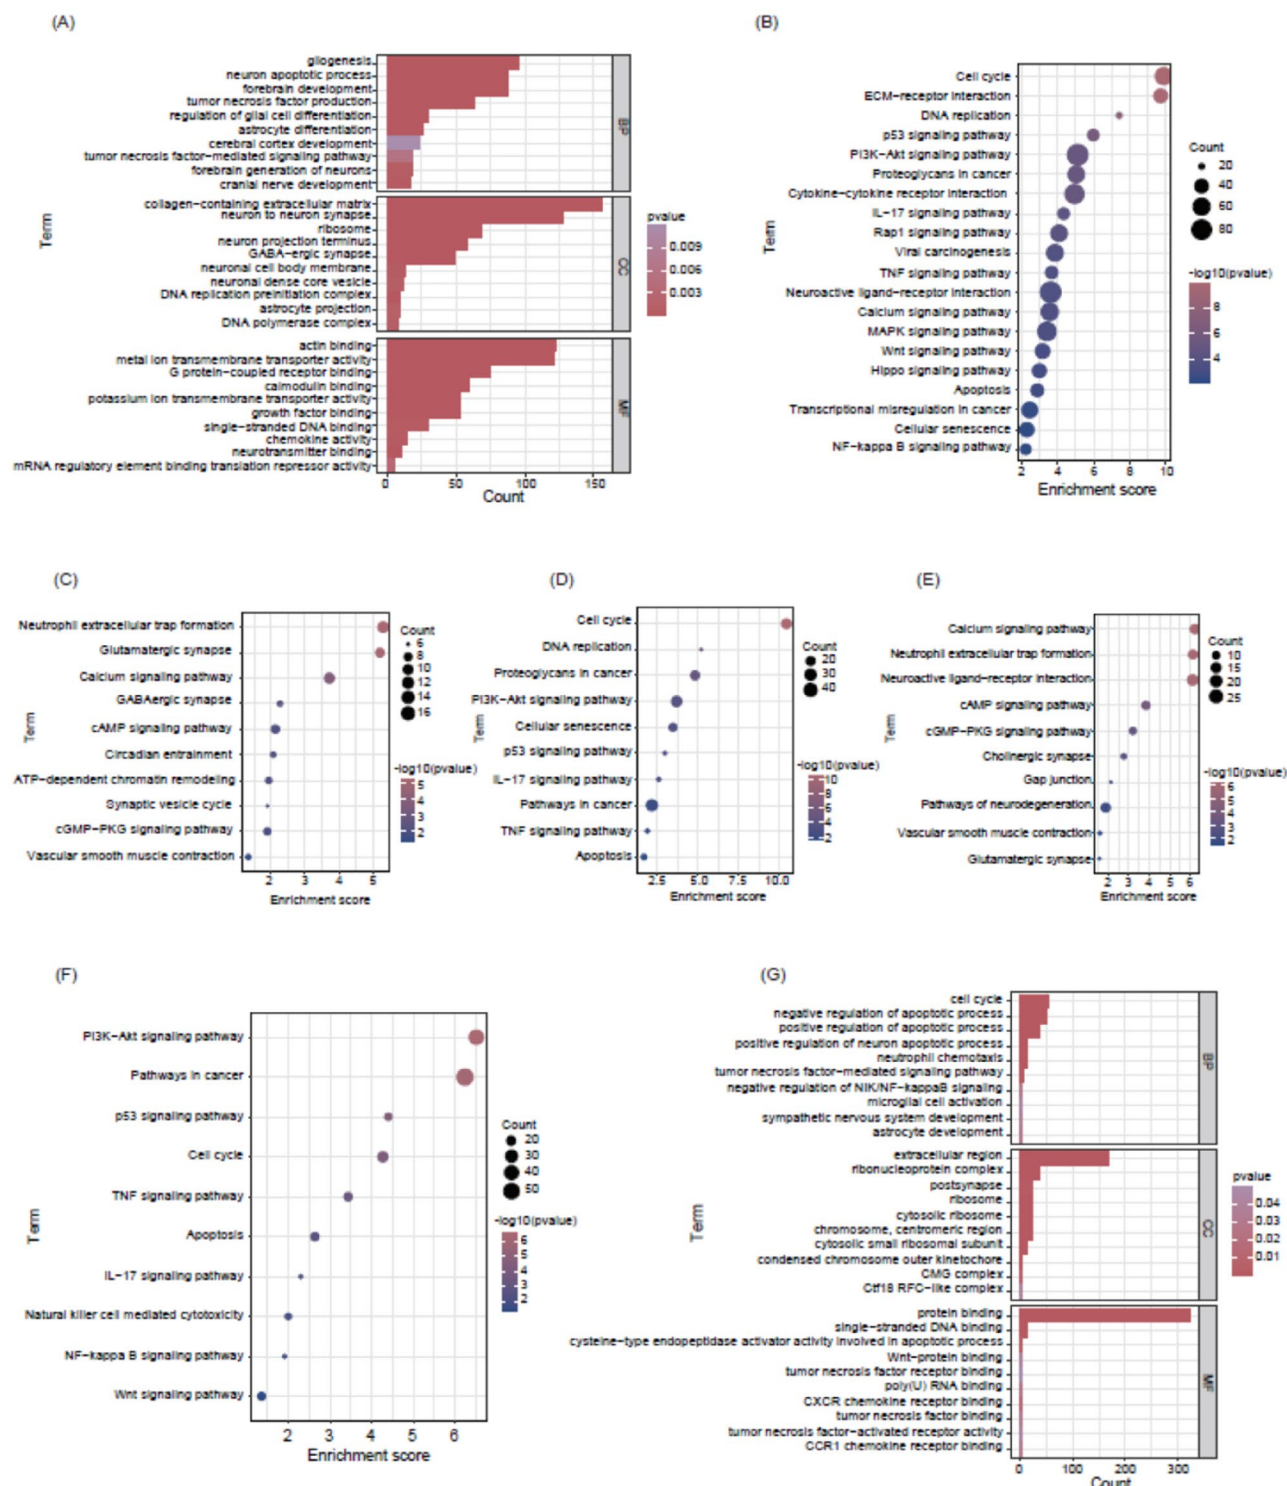 (A)
gliogenesis
neuron apoptotic process
forebrain development
tumor necrosis factor production
regulation of glial cell differentiation
astrocyte differentiation
cerebral cortex development
tumor necrosis factor-mediated signaling pathway
forebrain generation of neurons
cranial nerve development
BP
collagen-containing extracellular matrix
neuron to neuron synapse
ribosome
neuron projection terminus
GABA-ergic synapse
neuronal cell body membrane
neuronal dense core vesicle
DNA replication preinitiation complex
astrocyte projection
DNA polymerase complex
CC
actin binding
metal ion transmembrane transporter activity
G protein-coupled receptor binding
calmodulin binding
potassium ion transmembrane transporter activity
growth factor binding
single-stranded DNA binding
chemokine activity
neurotransmitter binding
mRNA regulatory element binding translation repressor activity
MF
Term
0 50 100 150
Count
pvalue
0.009
0.006
0.003
(B)
Cell cycle
ECM-receptor interaction
DNA replication
p53 signaling pathway
PI3K-Akt signaling pathway
Proteoglycans in cancer
Cytokine-cytokine receptor interaction
IL-17 signaling pathway
Rap1 signaling pathway
Viral carcinogenesis
TNF signaling pathway
Neuroactive ligand-receptor interaction
Calcium signaling pathway
MAPK signaling pathway
Wnt signaling pathway
Hippo signaling pathway
Apoptosis
Transcriptional misregulation in cancer
Cellular senescence
NF-kappa B signaling pathway
Term
2 4 6 8 10
Enrichment score
Count
20
40
60
80
-log10(pvalue)
8
6
4
(C)
Neutrophil extracellular trap formation
Glutamatergic synapse
Calcium signaling pathway
GABAergic synapse
cAMP signaling pathway
Circadian entrainment
ATP-dependent chromatin remodeling
Synaptic vesicle cycle
cGMP-PKG signaling pathway
Vascular smooth muscle contraction
Term
2 3 4 5
Enrichment score
Count
6
8
10
12
14
16
-log10(pvalue)
5
4
3
2
(D)
Cell cycle
DNA replication
Proteoglycans in cancer
PI3K-Akt signaling pathway
Cellular senescence
p53 signaling pathway
IL-17 signaling pathway
Pathways in cancer
TNF signaling pathway
Apoptosis
Term
2.5 5.0 7.5 10.0
Enrichment score
Count
20
30
40
-log10(pvalue)
10
8
6
4
2
(E)
Calcium signaling pathway
Neutrophil extracellular trap formation
Neuroactive ligand-receptor interaction
cAMP signaling pathway
cGMP-PKG signaling pathway
Cholinergic synapse
Gap junction
Pathways of neurodegeneration
Vascular smooth muscle contraction
Glutamatergic synapse
Term
2 3 4 5 6
Enrichment score
Count
10
15
20
25
-log10(pvalue)
6
5
4
3
2
(F)
PI3K-Akt signaling pathway
Pathways in cancer
p53 signaling pathway
Cell cycle
TNF signaling pathway
Apoptosis
IL-17 signaling pathway
Natural killer cell mediated cytotoxicity
NF-kappa B signaling pathway
Wnt signaling pathway
Term
2 3 4 5 6
Enrichment score
Count
20
30
40
50
-log10(pvalue)
6
5
4
3
2
(G)
cell cycle
negative regulation of apoptotic process
positive regulation of apoptotic process
positive regulation of neuron apoptotic process
neutrophil chemotaxis
tumor necrosis factor-mediated signaling pathway
negative regulation of NIK/NF-kappaB signaling
microglial cell activation
sympathetic nervous system development
astrocyte development
BP
extracellular region
ribonucleoprotein complex
postsynapse
ribosome
cytosolic ribosome
chromosome, centromeric region
cytosolic small ribosomal subunit
condensed chromosome outer kinetochore
CMG complex
Ctf18 RFC-like complex
CC
protein binding
single-stranded DNA binding
cysteine-type endopeptidase activator activity involved in apoptotic process
Wnt-protein binding
tumor necrosis factor receptor binding
poly(U) RNA binding
CXCR chemokine receptor binding
tumor necrosis factor binding
tumor necrosis factor-activated receptor activity
CCR1 chemokine receptor binding
MF
Term
0 100 200 300
Count
pvalue
0.04
0.03
0.02
0.01